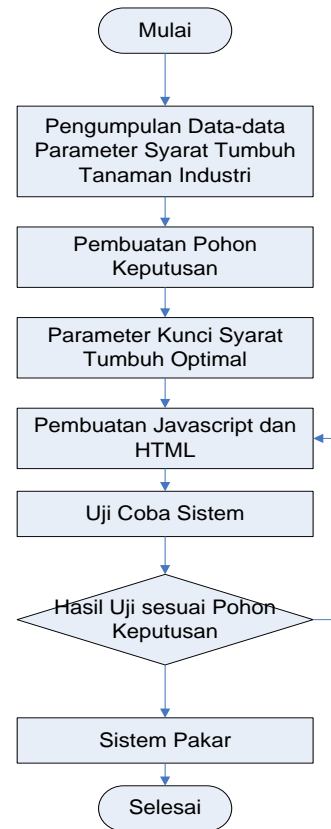 Mulai
Pengumpulan Data-data
Parameter Syarat Tumbuh
Tanaman Industri
Pembuatan Pohon
Keputusan
Parameter Kunci Syarat
Tumbuh Optimal
Pembuatan Javascript dan
HTML
Uji Coba Sistem
Hasil Uji sesuai Pohon
Keputusan
Sistem Pakar
Selesai